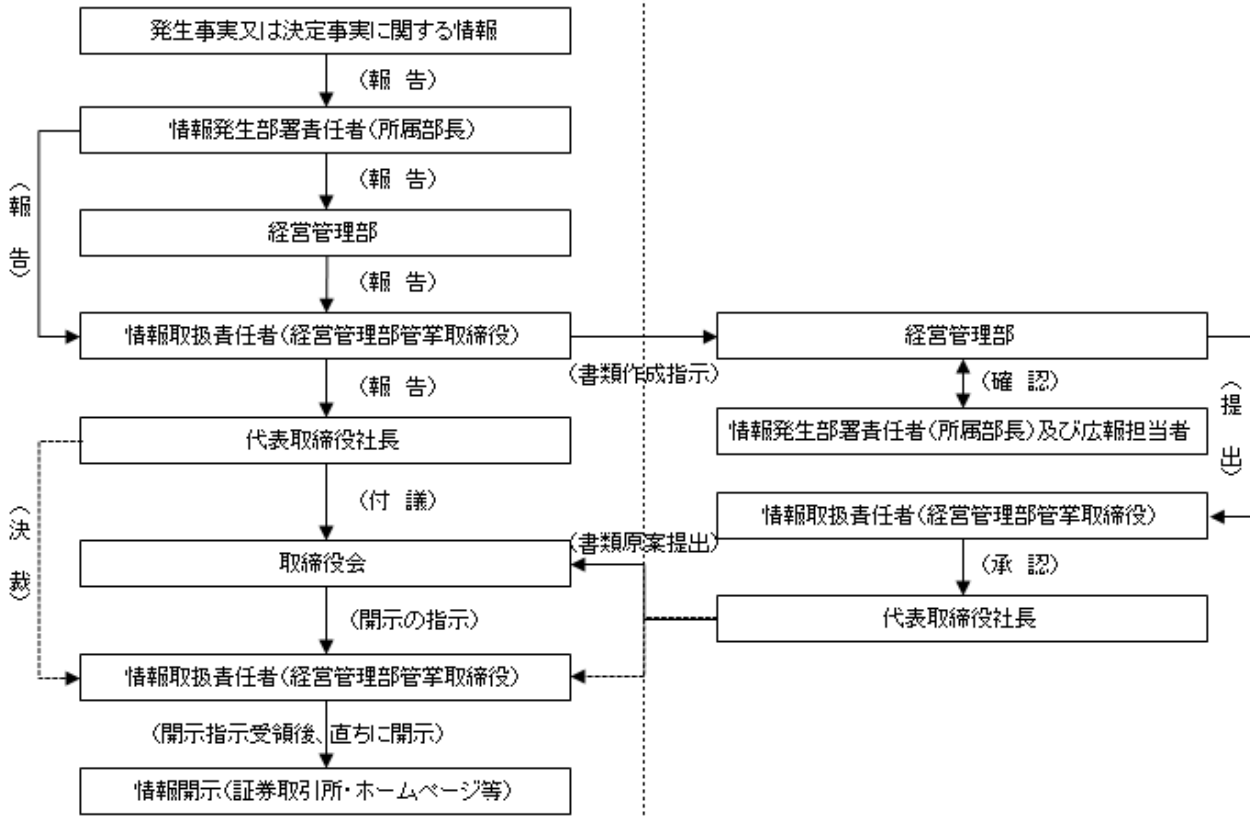 発生事実又は決定事実に関する情報
(報 告)
情報発生部署責任者(所属部長)
(報 告)
(報 告)
経営管理部
(報 告)
情報取扱責任者(経営管理部管掌取締役)
(書類作成指示)
経営管理部
(報 告)
(確 認)
(提 出)
代表取締役社長
情報発生部署責任者(所属部長)及び広報担当者
(付 議)
(決 裁)
情報取扱責任者(経営管理部管掌取締役)
(書類原案提出)
取締役会
(承 認)
(開示の指示)
代表取締役社長
情報取扱責任者(経営管理部管掌取締役)
(開示指示受領後、直ちに開示)
情報開示(証券取引所・ホームページ等)